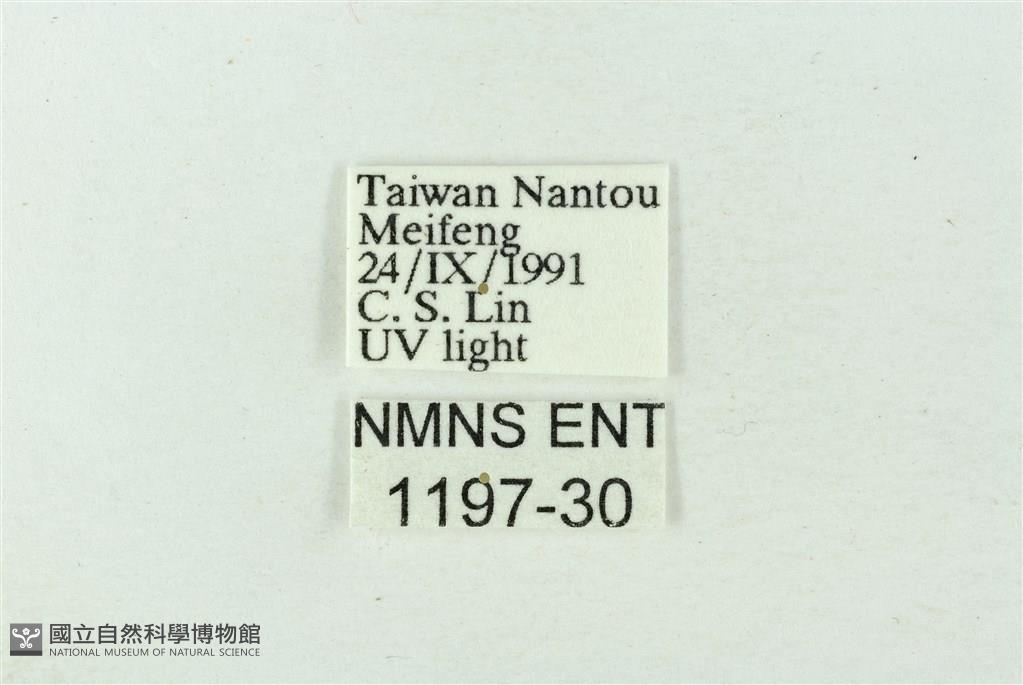 Taiwan Nantou
Meifeng
24/IX/1991
C. S. Lin
UV light
NMNS ENT
1197-30
國立自然科學博物館
NATIONAL MUSEUM OF NATURAL SCIENCE